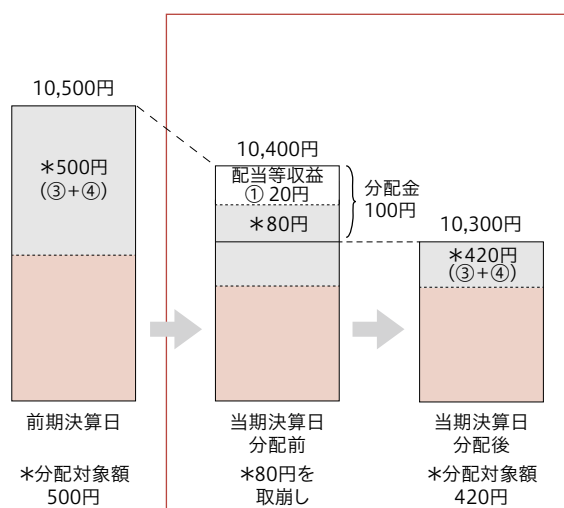 10,500円
＊500円
(③+④)
前期決算日
＊分配対象額
500円
10,400円
配当等収益
① 20円
＊80円
分配金
100円
当期決算日
分配前
＊80円を
取崩し
10,300円
＊420円
(③+④)
当期決算日
分配後
＊分配対象額
420円